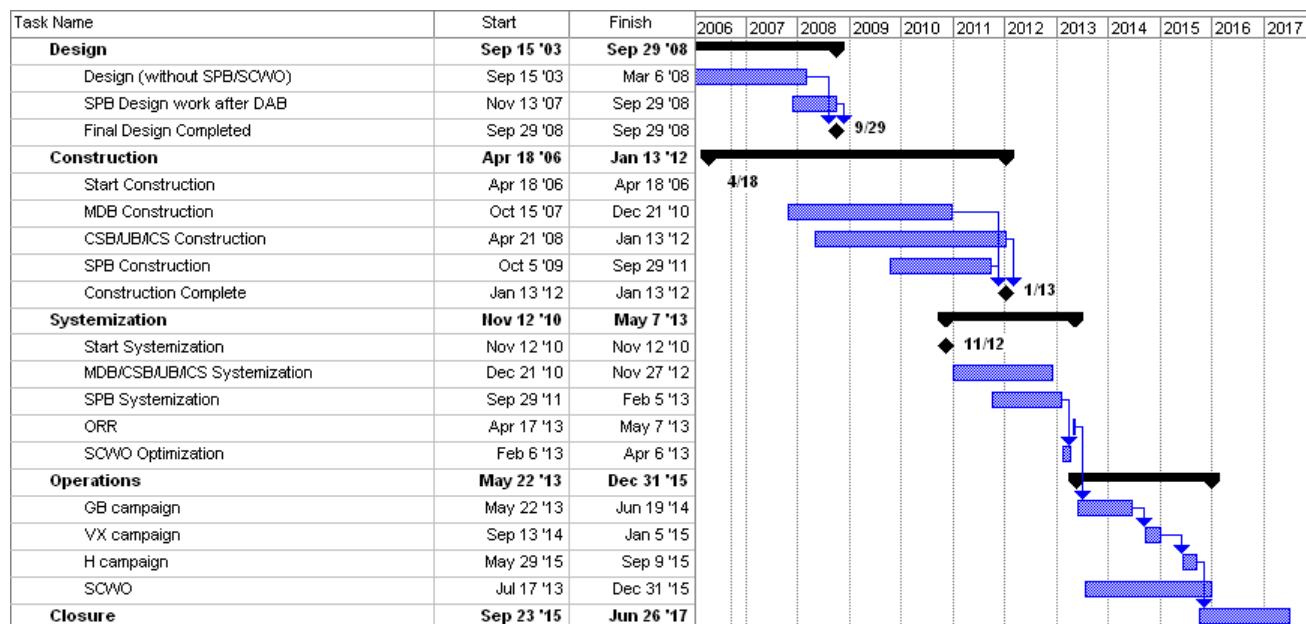 Task Name Start Finish 2006 2007 2008 2009 2010 2011 2012 2013 2014 2015 2016 2017
Design Sep 15 '03 Sep 29 '08
Design (without SPB/SCWO) Sep 15 '03 Mar 6 '08
SPB Design work after DAB Nov 13 '07 Sep 29 '08
Final Design Completed Sep 29 '08 Sep 29 '08 9/29
Construction Apr 18 '06 Jan 13 '12
Start Construction Apr 18 '06 Apr 18 '06 4/18
MDB Construction Oct 15 '07 Dec 21 '10
CSB/UB/ICS Construction Apr 21 '08 Jan 13 '12
SPB Construction Oct 5 '09 Sep 29 '11
Construction Complete Jan 13 '12 Jan 13 '12 1/13
Systemization Nov 12 '10 May 7 '13
Start Systemization Nov 12 '10 Nov 12 '10 11/12
MDB/CSB/UB/ICS Systemization Dec 21 '10 Nov 27 '12
SPB Systemization Sep 29 '11 Feb 5 '13
ORR Apr 17 '13 May 7 '13
SCWO Optimization Feb 6 '13 Apr 6 '13
Operations May 22 '13 Dec 31 '15
GB campaign May 22 '13 Jun 19 '14
VX campaign Sep 13 '14 Jan 5 '15
H campaign May 29 '15 Sep 9 '15
SCWO Jul 17 '13 Dec 31 '15
Closure Sep 23 '15 Jun 26 '17